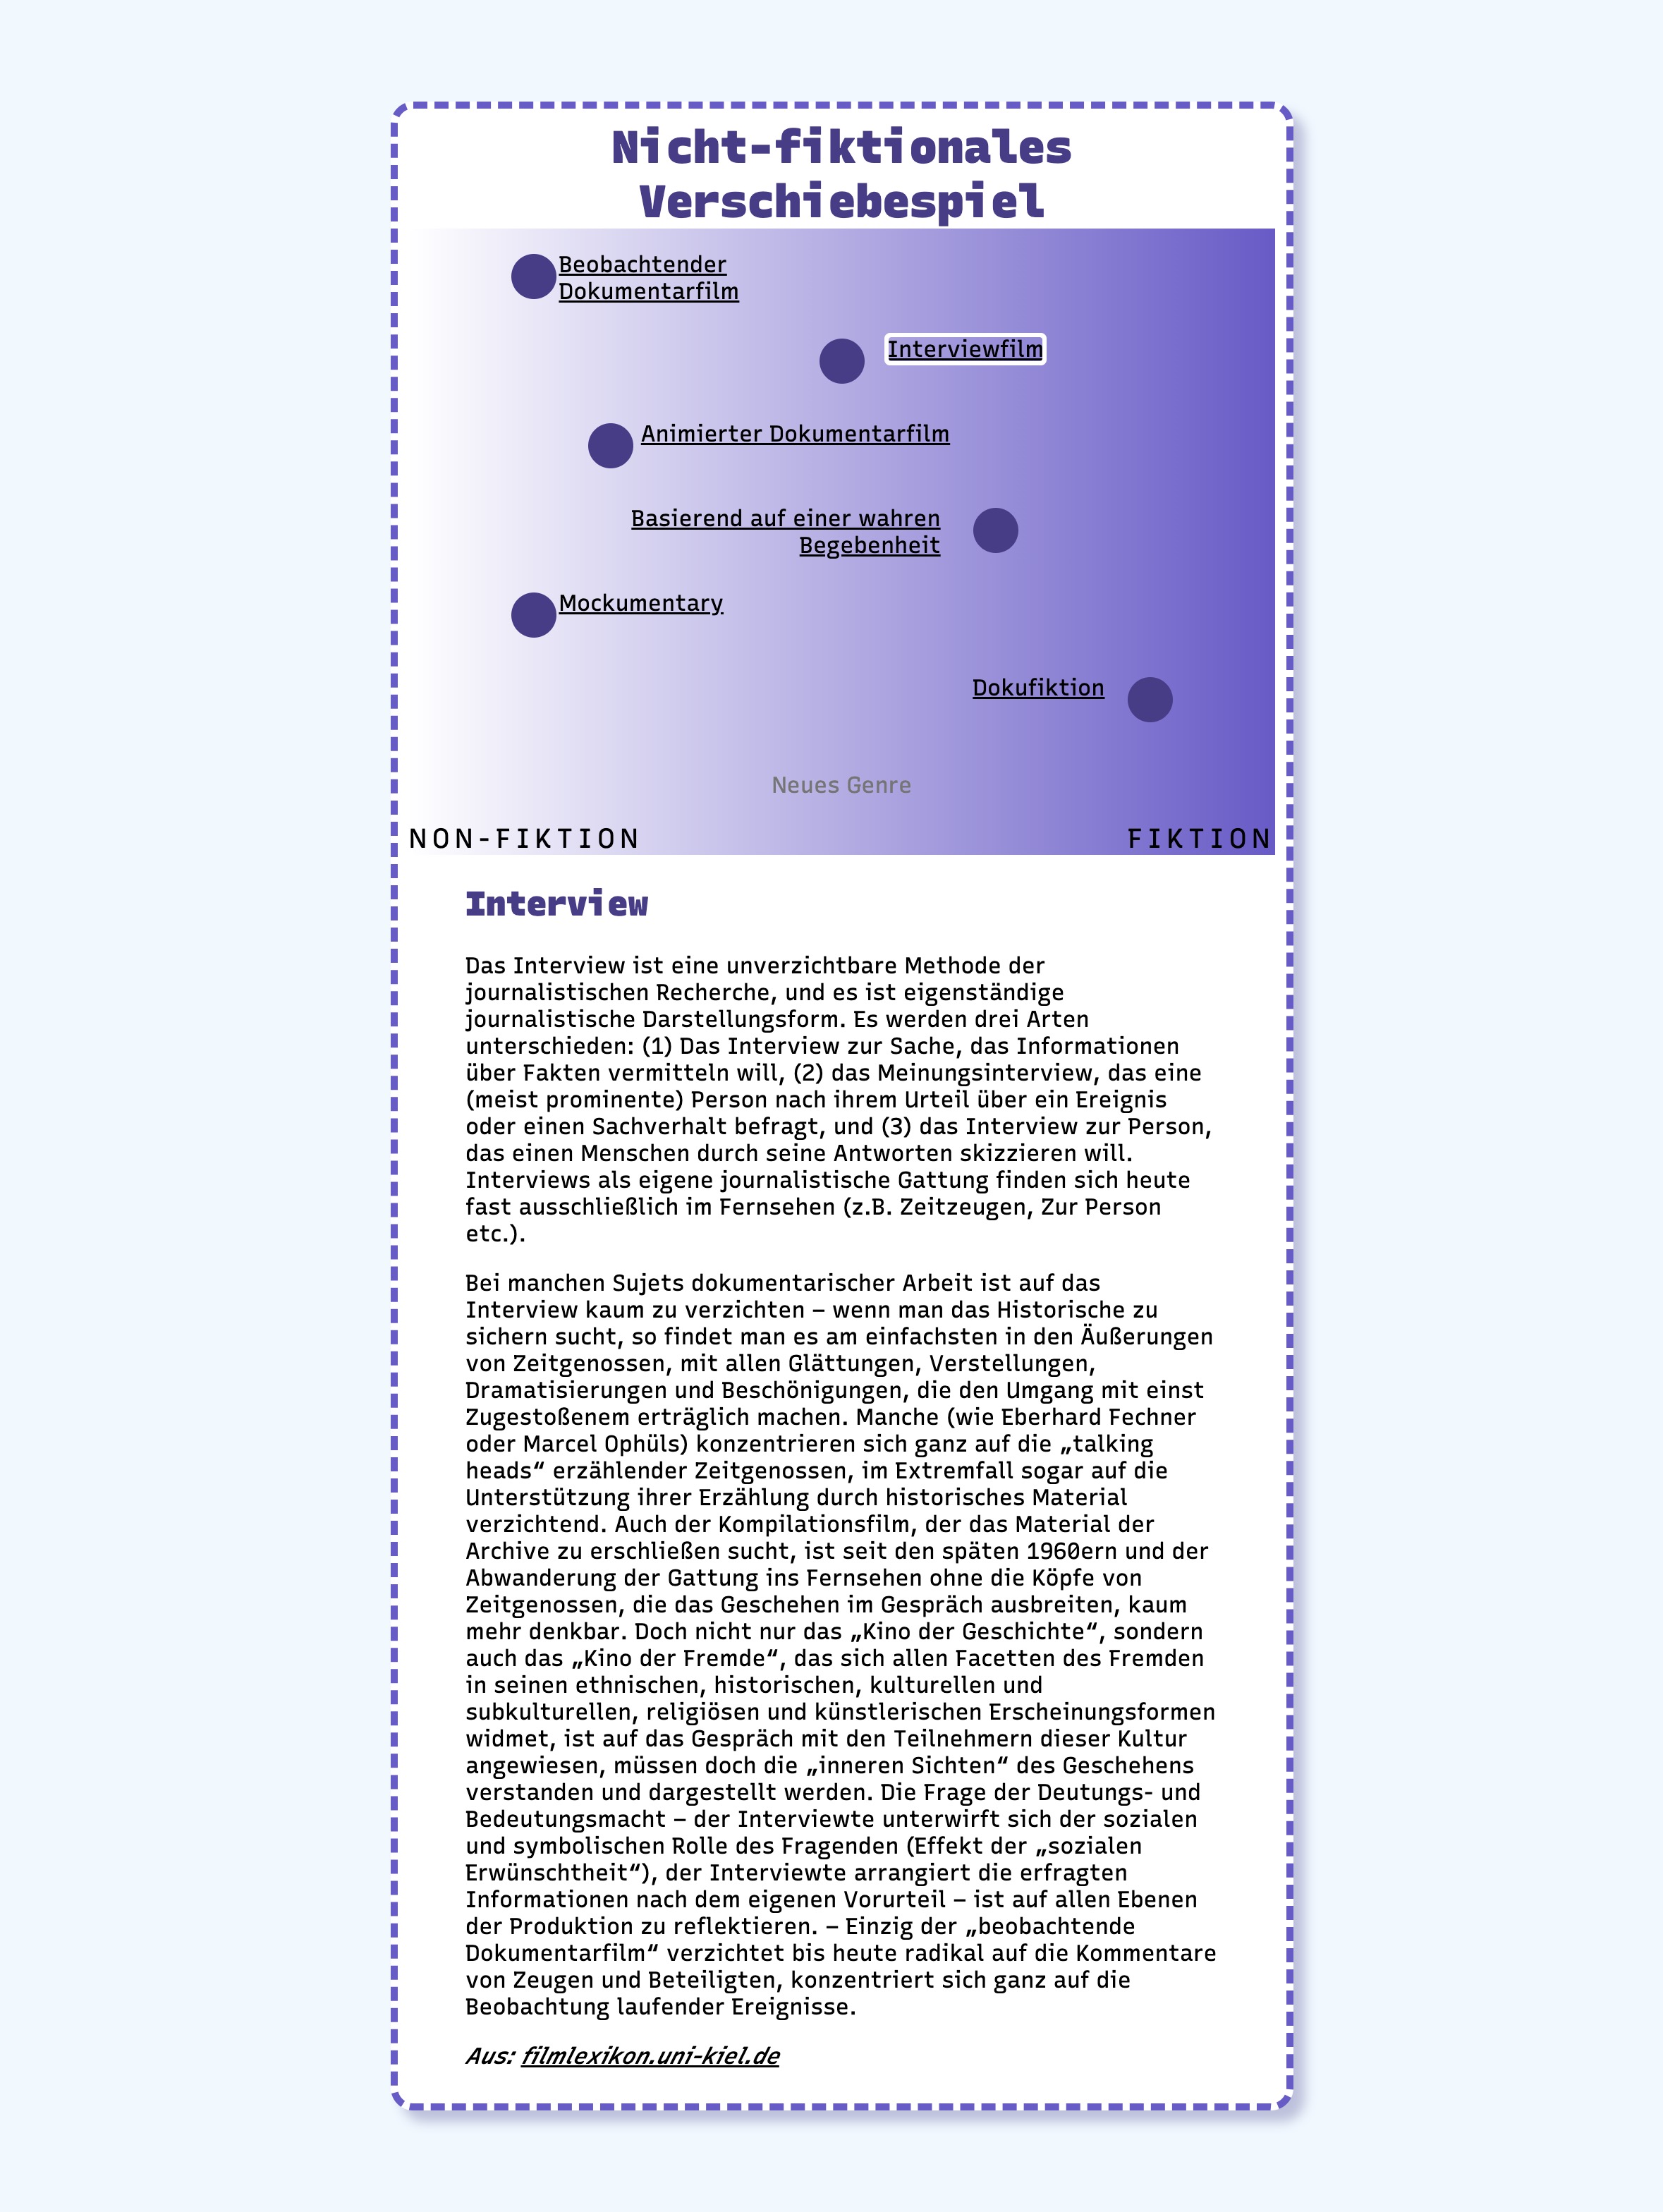 Nicht-fiktionales
Verschiebespiel
Beobachtender
Dokumentarfilm
Interviewfilm
Animierter Dokumentarfilm
Basierend auf einer wahren
Begebenheit
Mockumentary
Dokufiktion
Neues Genre
NON-FIKTION
FIKTION
Interview
Das Interview ist eine unverzichtbare Methode der
journalistischen Recherche, und es ist eigenständige
journalistische Darstellungsform. Es werden drei Arten
unterschieden: (1) Das Interview zur Sache, das Informationen
über Fakten vermitteln will, (2) das Meinungsinterview, das eine
(meist prominente) Person nach ihrem Urteil über ein Ereignis
oder einen Sachverhalt befragt, und (3) das Interview zur Person,
das einen Menschen durch seine Antworten skizzieren will.
Interviews als eigene journalistische Gattung finden sich heute
fast ausschließlich im Fernsehen (z.B. Zeitzeugen, Zur Person
etc.).
Bei manchen Sujets dokumentarischer Arbeit ist auf das
Interview kaum zu verzichten – wenn man das Historische zu
sichern sucht, so findet man es am einfachsten in den Äußerungen
von Zeitgenossen, mit allen Glättungen, Verstellungen,
Dramatisierungen und Beschönigungen, die den Umgang mit einst
Zugestoßenem erträglich machen. Manche (wie Eberhard Fechner
oder Marcel Ophüls) konzentrieren sich ganz auf die „talking
heads“ erzählender Zeitgenossen, im Extremfall sogar auf die
Unterstützung ihrer Erzählung durch historisches Material
verzichtend. Auch der Kompilationsfilm, der das Material der
Archive zu erschließen sucht, ist seit den späten 1960ern und der
Abwanderung der Gattung ins Fernsehen ohne die Köpfe von
Zeitgenossen, die das Geschehen im Gespräch ausbreiten, kaum
mehr denkbar. Doch nicht nur das „Kino der Geschichte“, sondern
auch das „Kino der Fremde“, das sich allen Facetten des Fremden
in seinen ethnischen, historischen, kulturellen und
subkulturellen, religiösen und künstlerischen Erscheinungsformen
widmet, ist auf das Gespräch mit den Teilnehmern dieser Kultur
angewiesen, müssen doch die „inneren Sichten“ des Geschehens
verstanden und dargestellt werden. Die Frage der Deutungs- und
Bedeutungsmacht – der Interviewte unterwirft sich der sozialen
und symbolischen Rolle des Fragenden (Effekt der „sozialen
Erwünschtheit“), der Interviewte arrangiert die erfragten
Informationen nach dem eigenen Vorurteil – ist auf allen Ebenen
der Produktion zu reflektieren. – Einzig der „beobachtende
Dokumentarfilm“ verzichtet bis heute radikal auf die Kommentare
von Zeugen und Beteiligten, konzentriert sich ganz auf die
Beobachtung laufender Ereignisse.
Aus: filmlexikon.uni-kiel.de